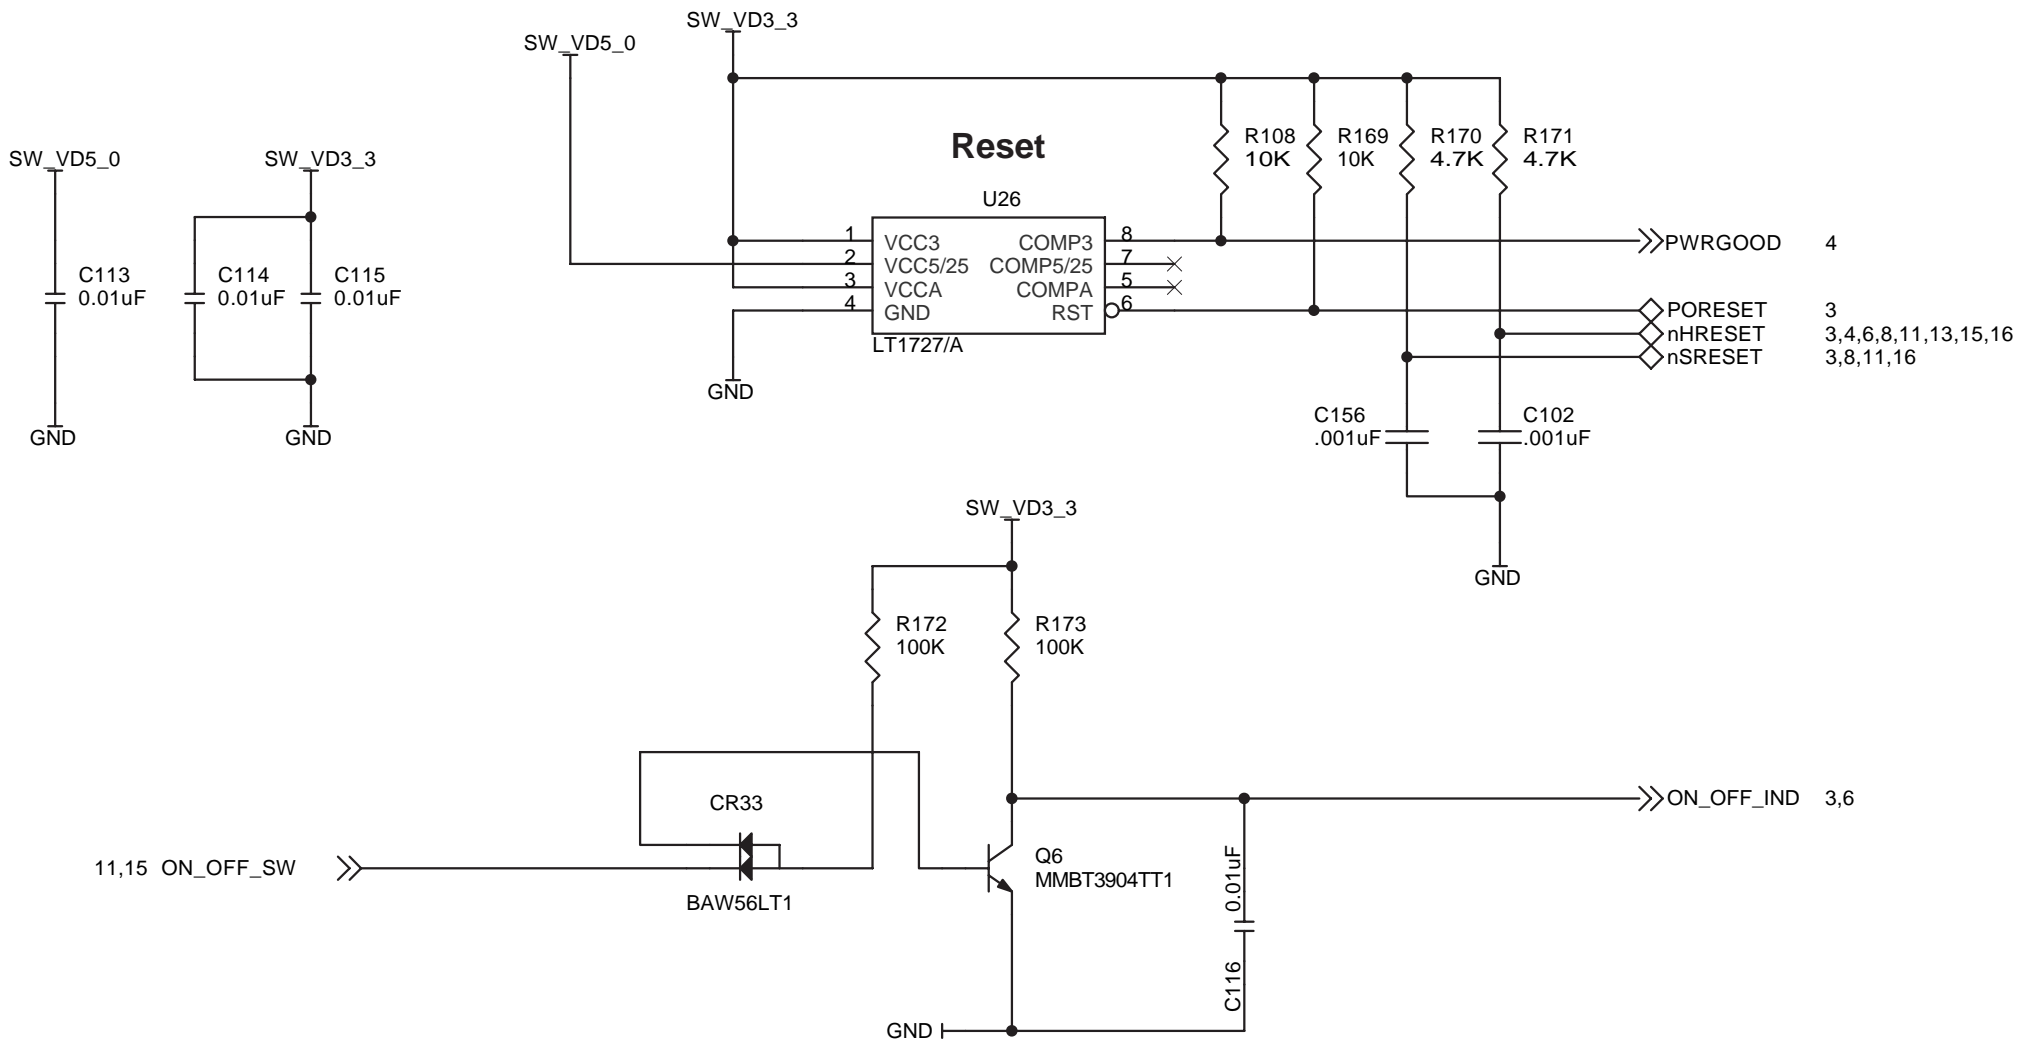 SW_VD3_3
SW_VD5_0
SW_VD5_0
SW_VD3_3
C113
0.01uF
C114
0.01uF
C115
0.01uF
GND
GND
Reset
U26
1
2
3
4
VCC3
VCC5/25
VCCA
GND
COMP3
COMP5/25
COMPA
RST
8
7
5
6
LT1727/A
GND
R108
10K
R169
10K
R170
4.7K
R171
4.7K
PWRGOOD 4
PORESET 3
nHRESET 3,4,6,8,11,13,15,16
nSRESET 3,8,11,16
C156
.001uF
C102
.001uF
GND
SW_VD3_3
R172
100K
R173
100K
CR33
BAW56LT1
11,15 ON_OFF_SW
Q6
MMBT3904TT1
ON_OFF_IND 3,6
0.01uF
C116
GND